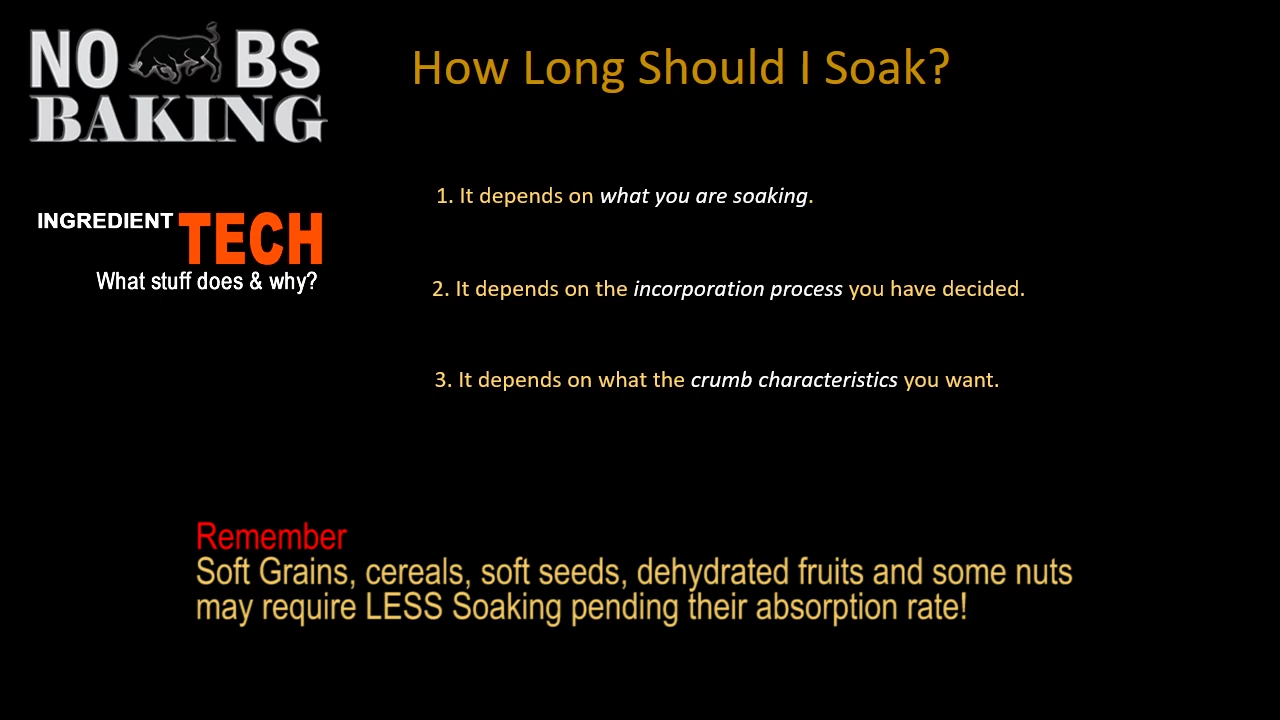 NO BS
BAKING
How Long Should I Soak?
1. It depends on what you are soaking.
INGREDIENT TECH
What stuff does & why?
2. It depends on the incorporation process you have decided.
3. It depends on what the crumb characteristics you want.
Remember
Soft Grains, cereals, soft seeds, dehydrated fruits and some nuts
may require LESS Soaking pending their absorption rate!